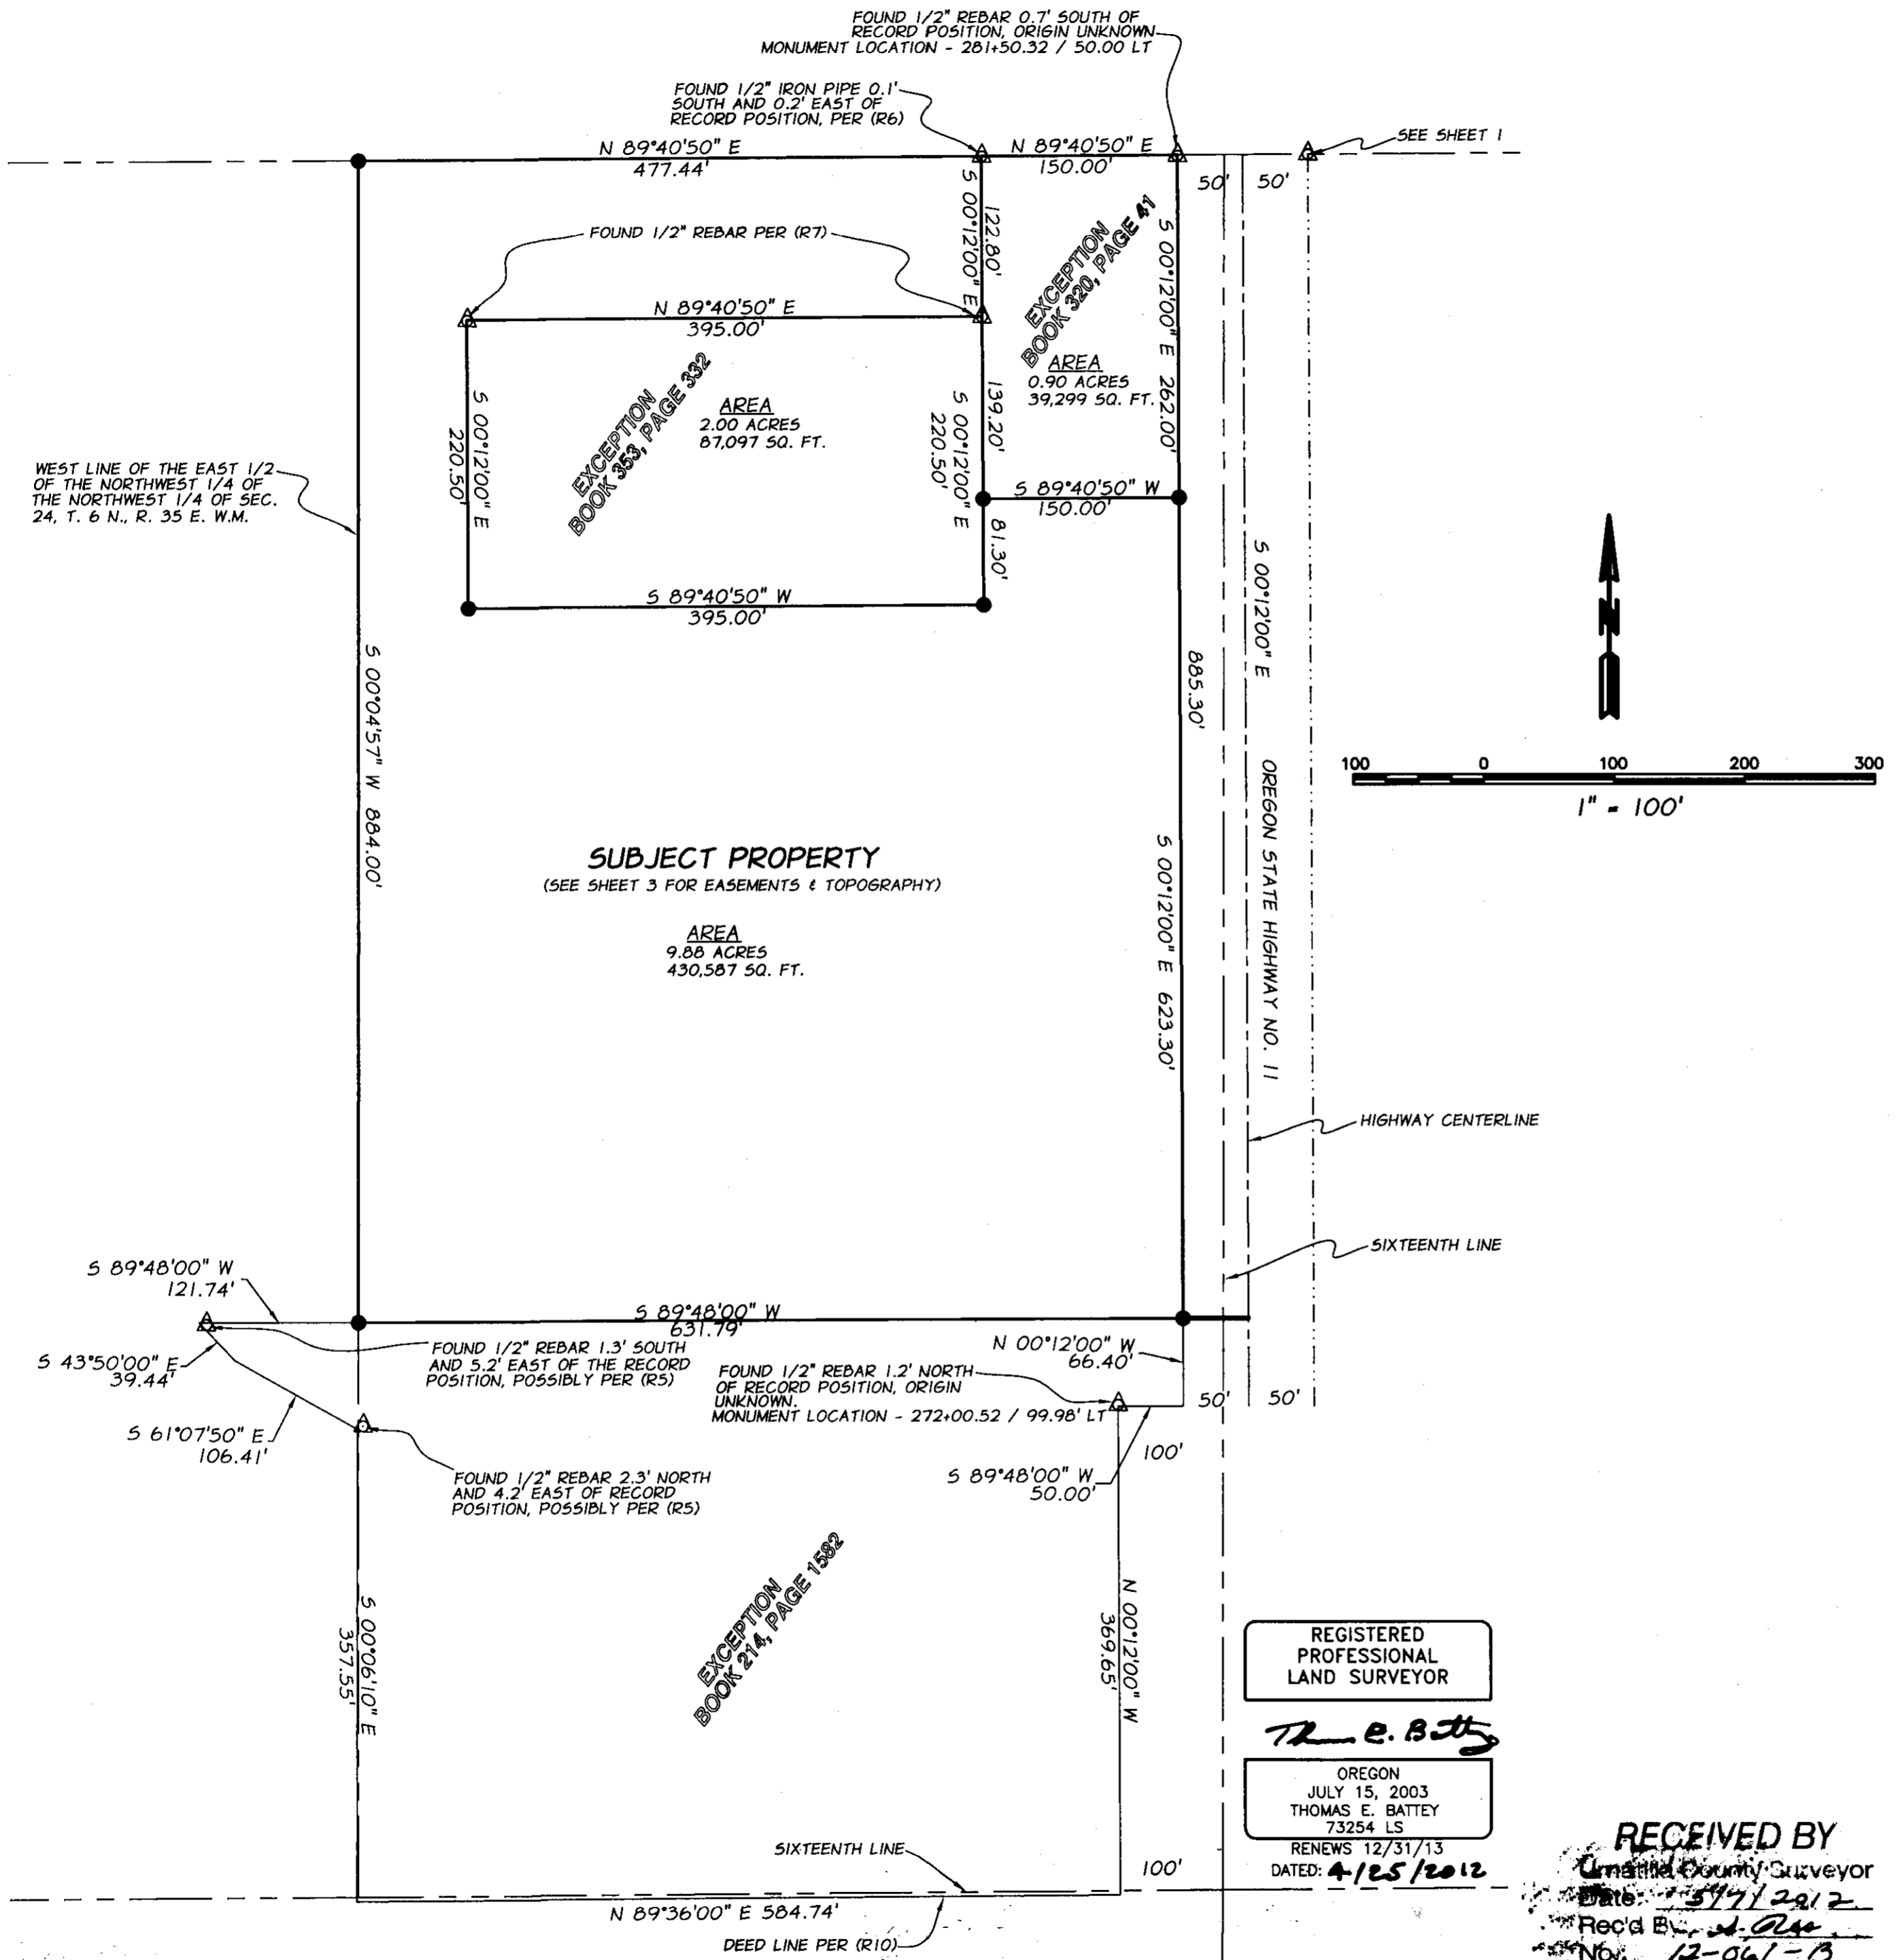 FOUND 1/2" REBAR 0.7' SOUTH OF
RECORD POSITION, ORIGIN UNKNOWN
MONUMENT LOCATION - 281+50.32 / 50.00 LT
FOUND 1/2" IRON PIPE 0.1'
SOUTH AND 0.2' EAST OF
RECORD POSITION, PER (R6)
SEE SHEET 1
N 89°40'50" E
477.44'
N 89°40'50" E
150.00'
50'
50'
S 00°12'00" E
122.80'
EXCEPTION
BOOK 320, PAGE 41
S 00°12'00" E 262.00'
FOUND 1/2" REBAR PER (R7)
N 89°40'50" E
395.00'
AREA
0.90 ACRES
39,299 SQ. FT.
EXCEPTION
BOOK 353, PAGE 332
AREA
2.00 ACRES
87,097 SQ. FT.
S 00°12'00" E
220.50'
139.20'
S 00°12'00" E
220.50'
WEST LINE OF THE EAST 1/2
OF THE NORTHWEST 1/4 OF
THE NORTHWEST 1/4 OF SEC.
24, T. 6 N., R. 35 E. W.M.
S 89°40'50" W
150.00'
81.30'
S 89°40'50" W
395.00'
S 00°12'00" E
885.30'
N
100 0 100 200 300
1" = 100'
S 00°04'57" W 884.00'
OREGON STATE HIGHWAY NO. 11
SUBJECT PROPERTY
(SEE SHEET 3 FOR EASEMENTS & TOPOGRAPHY)
AREA
9.88 ACRES
430,587 SQ. FT.
S 00°12'00" E 623.30'
HIGHWAY CENTERLINE
SIXTEENTH LINE
S 89°48'00" W
121.74'
S 89°48'00" W
631.79'
S 43°50'00" E
39.44'
FOUND 1/2" REBAR 1.3' SOUTH
AND 5.2' EAST OF THE RECORD
POSITION, POSSIBLY PER (R5)
N 00°12'00" W
66.40'
FOUND 1/2" REBAR 1.2' NORTH
OF RECORD POSITION, ORIGIN
UNKNOWN.
MONUMENT LOCATION - 272+00.52 / 99.98' LT
50'
50'
S 61°07'50" E
106.41'
100'
S 89°48'00" W
50.00'
FOUND 1/2" REBAR 2.3' NORTH
AND 4.2' EAST OF RECORD
POSITION, POSSIBLY PER (R5)
EXCEPTION
BOOK 214, PAGE 1582
S 00°06'10" E
357.55'
N 00°12'00" W
369.65'
REGISTERED
PROFESSIONAL
LAND SURVEYOR
OREGON
JULY 15, 2003
THOMAS E. BATTEY
73254 LS
RENEWS 12/31/13
DATED: 4/25/2012
SIXTEENTH LINE
100'
N 89°36'00" E 584.74'
DEED LINE PER (R10)
RECEIVED BY
Umatilla County Surveyor
Date: 5/7/2012
Rec'd By
No. 12-061-B